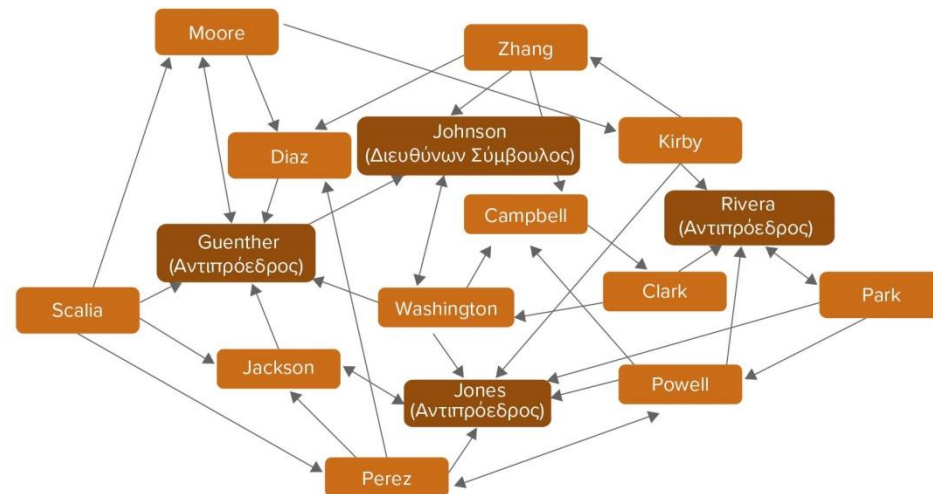 Moore
Zhang
Johnson
(Διευθύνων Σύμβουλος)
Kirby
Diaz
Campbell
Rivera
(Αντιπρόεδρος)
Guenther
(Αντιπρόεδρος)
Scalia
Washington
Clark
Park
Jackson
Jones
(Αντιπρόεδρος)
Powell
Perez